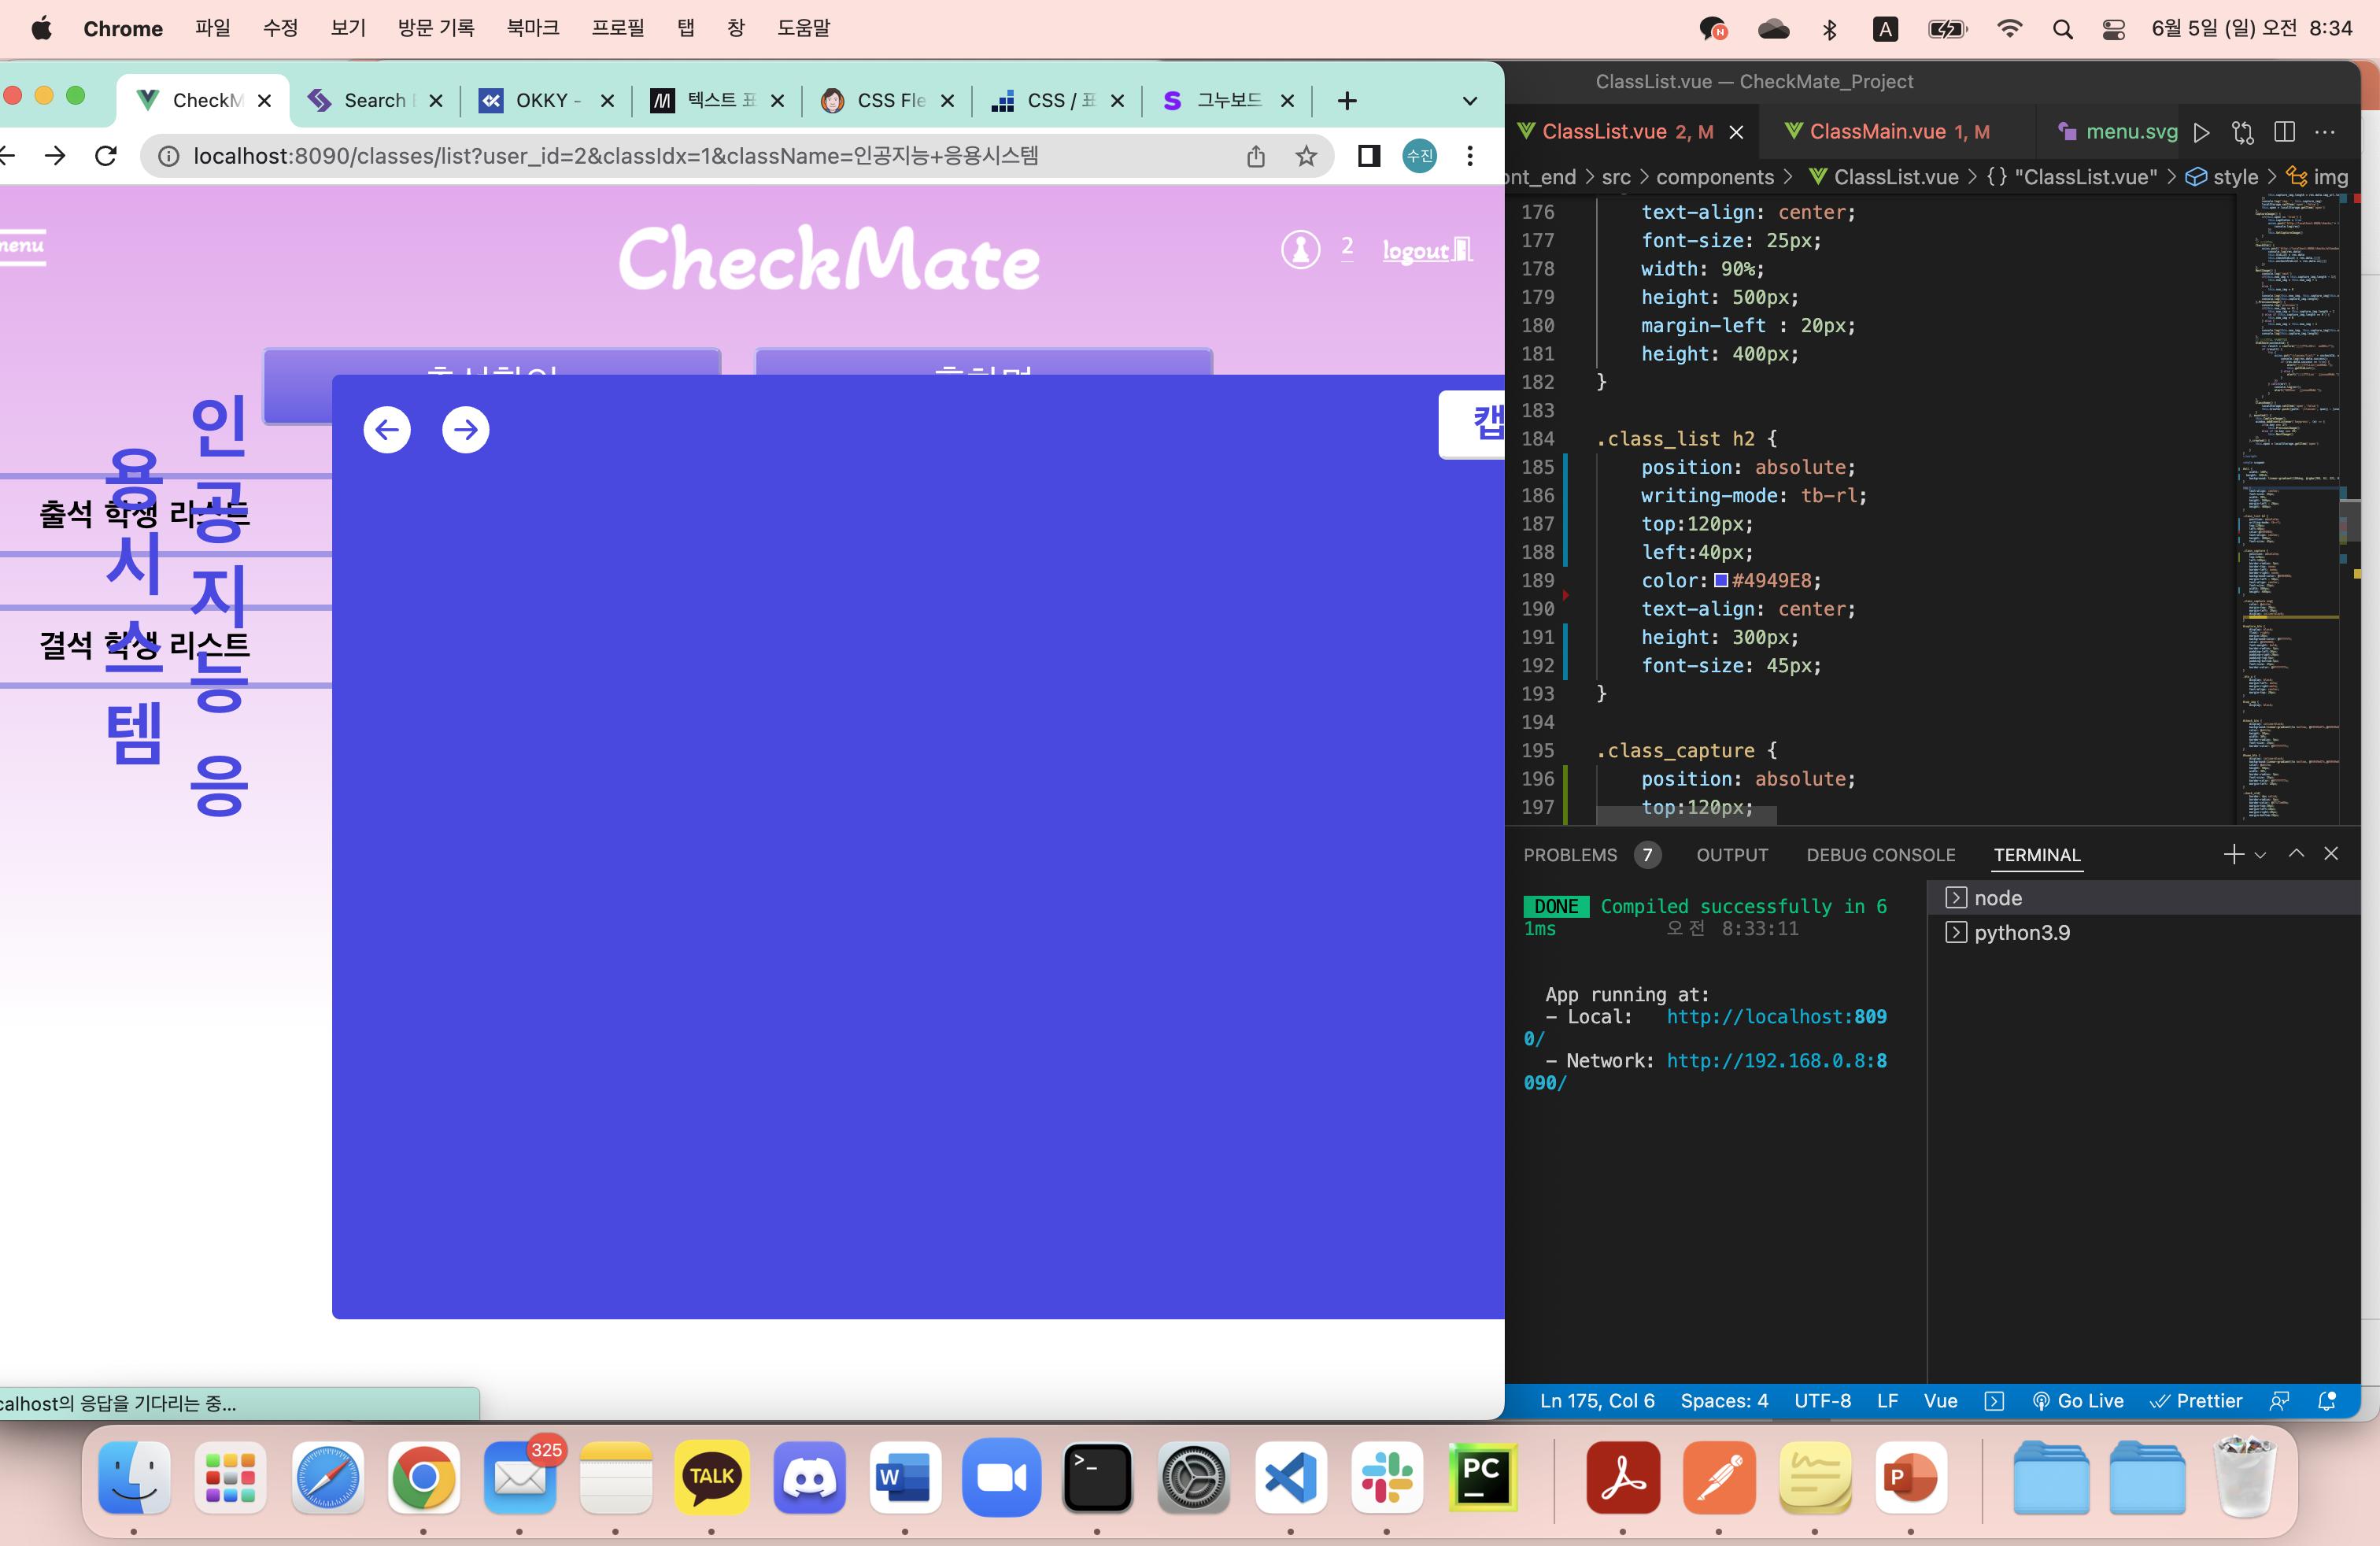 Chrome 파일 수정 보기 방문 기록 북마크 프로필 탭 창 도움말
A 6월 5일 (일) 오전 8:34
CheckM
Search
OKKY -
텍스트 표
CSS Fle
CSS / 표
그누보드
localhost:8090/classes/list?user_id=2&classIdx=1&className=인공지능+응용시스템
수진
menu
CheckMate
2
logout
캡
인공지능 응
용시스템
출석 학생 리스트
결석 학생 리스트
calhost의 응답을 기다리는 중...
ClassList.vue — CheckMate_Project
ClassList.vue 2, M
ClassMain.vue 1, M
menu.svg
ont_end > src > components > ClassList.vue > {} "ClassList.vue" > style > img
176 text-align: center;
177 font-size: 25px;
178 width: 90%;
179 height: 500px;
180 margin-left : 20px;
181 height: 400px;
182 }
183
184 .class_list h2 {
185 position: absolute;
186 writing-mode: tb-rl;
187 top:120px;
188 left:40px;
189 color: #4949E8;
190 text-align: center;
191 height: 300px;
192 font-size: 45px;
193 }
194
195 .class_capture {
196 position: absolute;
197 top:120px;
PROBLEMS 7 OUTPUT DEBUG CONSOLE TERMINAL
DONE Compiled successfully in 6
1ms 오전 8:33:11
App running at:
- Local: http://localhost:809
0/
- Network: http://192.168.0.8:8
090/
node
python3.9
Ln 175, Col 6 Spaces: 4 UTF-8 LF Vue Go Live Prettier
325
TALK
W
>_
PC
P